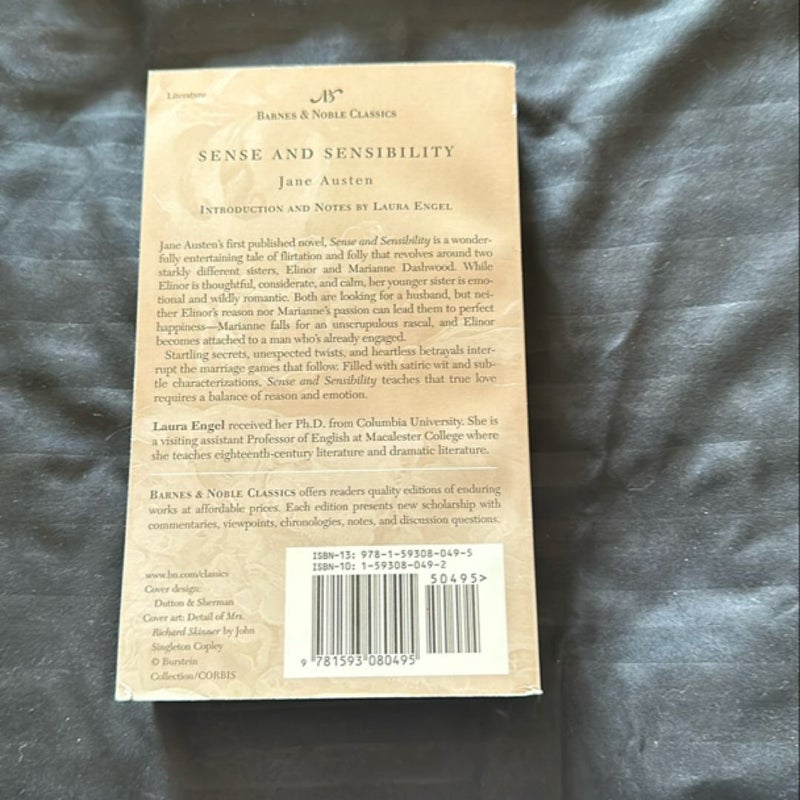 Literature
BARNES & NOBLE CLASSICS
SENSE AND SENSIBILITY
Jane Austen
INTRODUCTION AND NOTES BY LAURA ENGEL
Jane Austen's first published novel, Sense and Sensibility is a wonder-
fully entertaining tale of flirtation and folly that revolves around two
starkly different sisters, Elinor and Marianne Dashwood. While
Elinor is thoughtful, considerate, and calm, her younger sister is emo-
tional and wildly romantic. Both are looking for a husband, but nei-
ther Elinor's reason nor Marianne's passion can lead them to perfect
happiness—Marianne falls for an unscrupulous rascal, and Elinor
becomes attached to a man who's already engaged.
Startling secrets, unexpected twists, and heartless betrayals inter-
rupt the marriage games that follow. Filled with satiric wit and sub-
tle characterizations, Sense and Sensibility teaches that true love
requires a balance of reason and emotion.
Laura Engel received her Ph.D. from Columbia University. She is
a visiting assistant Professor of English at Macalester College where
she teaches eighteenth-century literature and dramatic literature.
BARNES & NOBLE CLASSICS offers readers quality editions of enduring
works at affordable prices. Each edition presents new scholarship with
commentaries, viewpoints, chronologies, notes, and discussion questions.
www.bn.com/classics
Cover design:
Dutton & Sherman
Cover art: Detail of Mrs.
Richard Skinner by John
Singleton Copley
© Burstein
Collection/CORBIS
ISBN-13: 978-1-59308-049-5
ISBN-10: 1-59308-049-2
50495>
9 781593 080495